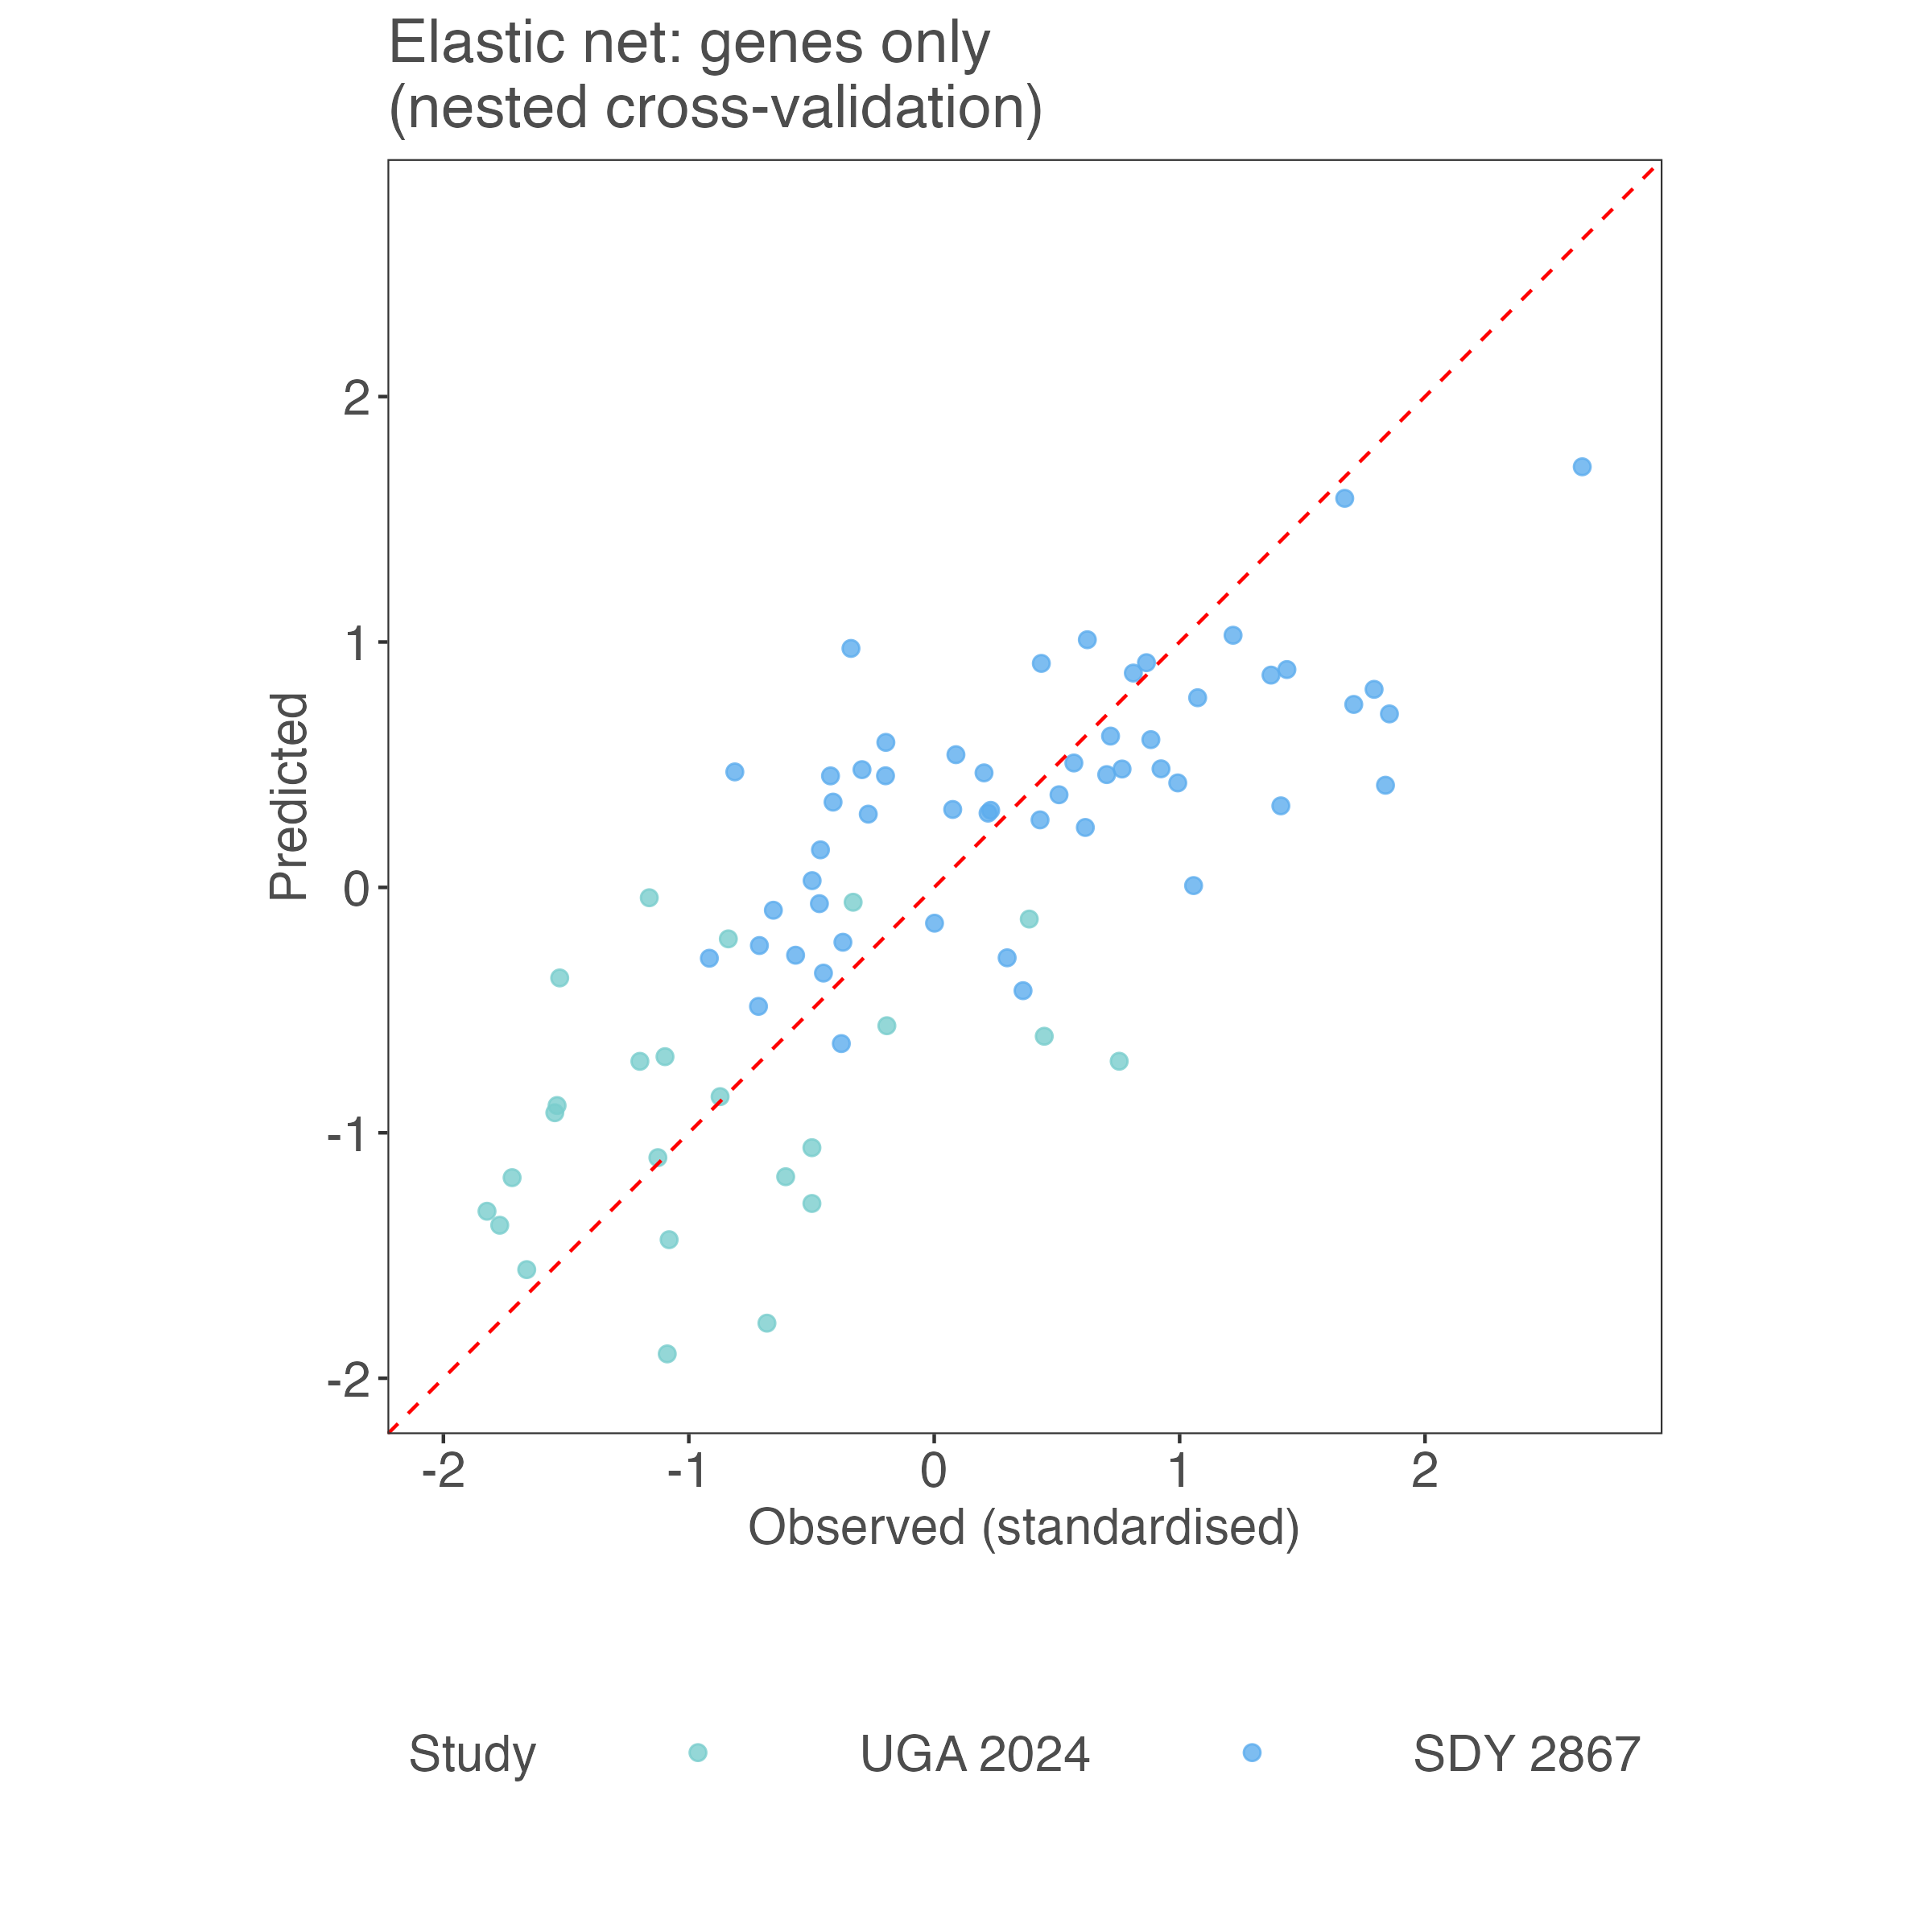 Elastic net: genes only
(nested cross-validation)
Predicted
2
1
0
-1
-2
-2 -1 0 1 2
Observed (standardised)
Study UGA 2024 SDY 2867